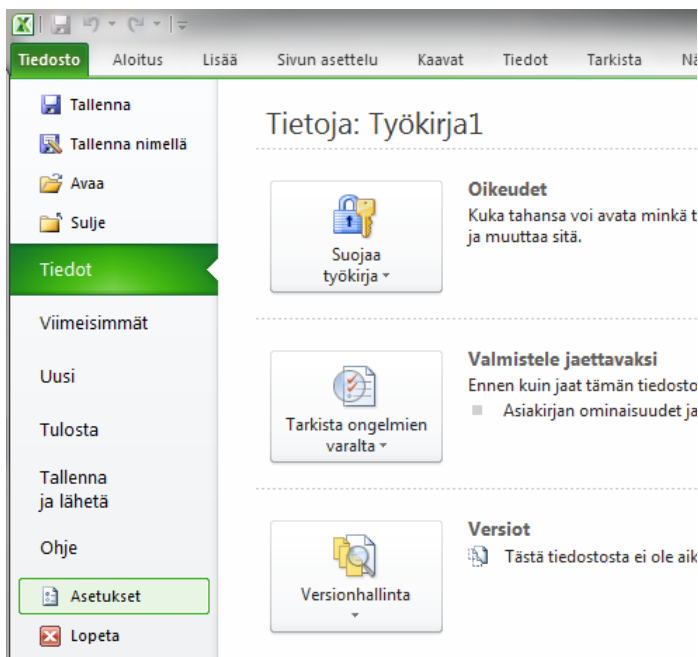 Tiedosto Aloitus Lisää Sivun asettelu Kaavat Tiedot Tarkista
Tallenna
Tallenna nimellä
Avaa
Sulje
Tiedot
Viimeisimmät
Uusi
Tulosta
Tallenna
ja lähetä
Ohje
Asetukset
Lopeta
Tietoja: Työkirja1
Suojaa
työkirja
Oikeudet
Kuka tahansa voi avata minkä
ja muuttaa sitä.
Tarkista ongelmien
varalta
Valmistele jaettavaksi
Ennen kuin jaat tämän tiedosto
Asiakirjan ominaisuudet ja
Versionhallinta
Versiot
Tästä tiedostosta ei ole aik